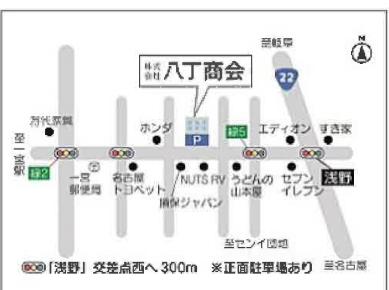 N
至岐阜
22
株式会社 八丁商会
万代家具
ホンダ
P
緑5
エディオン
すき家
至一宮駅
緑2
一宮郵便局
名古屋トヨペット
損保ジャパン
NUTS RV
うどんの山本屋
セブンイレブン
浅野
至センイ団地
至名古屋
「浅野」交差点西へ300m ※正面駐車場あり